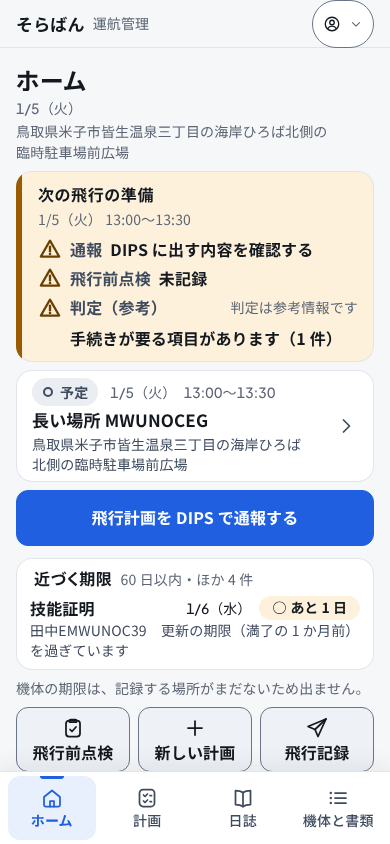 そらばん 運航管理
ホーム
1/5（火）
鳥取県米子市皆生温泉三丁目の海岸ひろば北側の
臨時駐車場前広場
次の飛行の準備
1/5（火） 13:00〜13:30
通報 DIPS に出す内容を確認する
飛行前点検 未記録
判定（参考） 判定は参考情報です
手続きが要る項目があります（1 件）
予定 1/5（火） 13:00〜13:30
長い場所 MWUNOCEG
鳥取県米子市皆生温泉三丁目の海岸ひろば
北側の臨時駐車場前広場
飛行計画を DIPS で通報する
近づく期限 60 日以内・ほか 4 件
技能証明 1/6（水） あと 1 日
田中EMWUNOC39 更新の期限（満了の 1 か月前）
を過ぎています
機体の期限は、記録する場所がまだないため出ません。
飛行前点検 新しい計画 飛行記録
ホーム 計画 日誌 機体と書類